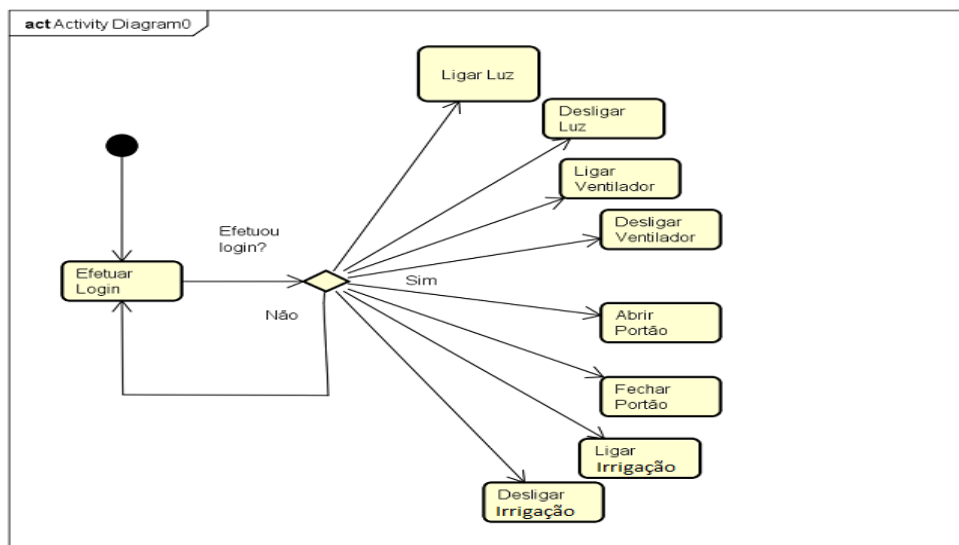 act Activity Diagram0
Ligar Luz
Desligar
Luz
Ligar
Ventilador
Desligar
Ventilador
Efetuou
login?
Efetuar
Login
Sim
Não
Abrir
Portão
Fechar
Portão
Ligar
Irrigação
Desligar
Irrigação